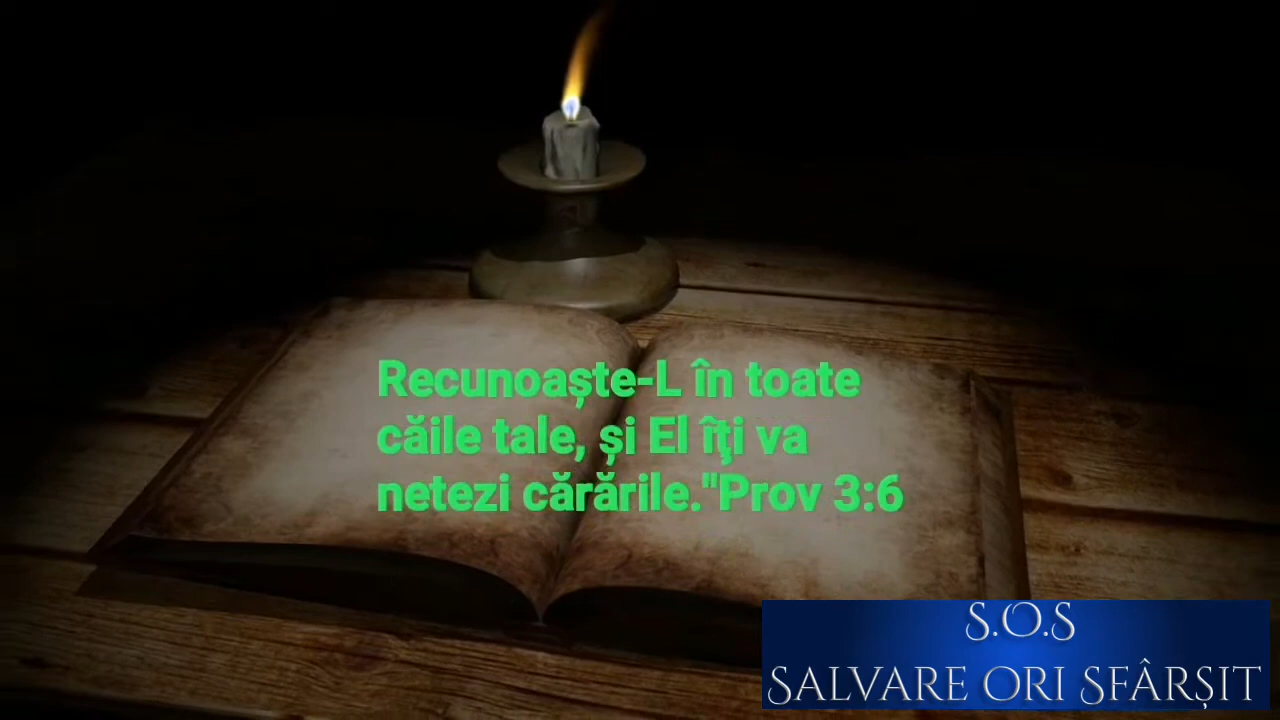 Recunoaște-L în toate
căile tale, și El îţi va
netezi cărările."Prov 3:6
S.O.S
SALVARE ORI SFÂRȘIT